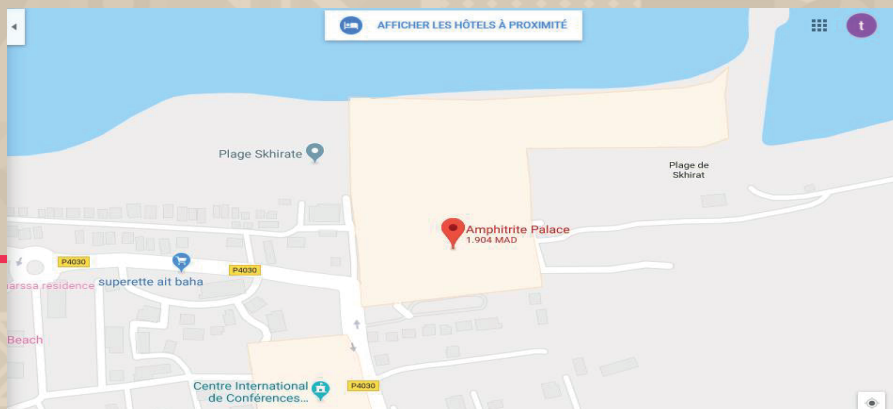 AFFICHER LES HÔTELS À PROXIMITÉ
t
Plage Skhirate
Plage de
Skhirat
Amphitrite Palace
1.904 MAD
P4030
P4030
superette ait baha
residence
Beach
Centre International
de Conférences...
P4030